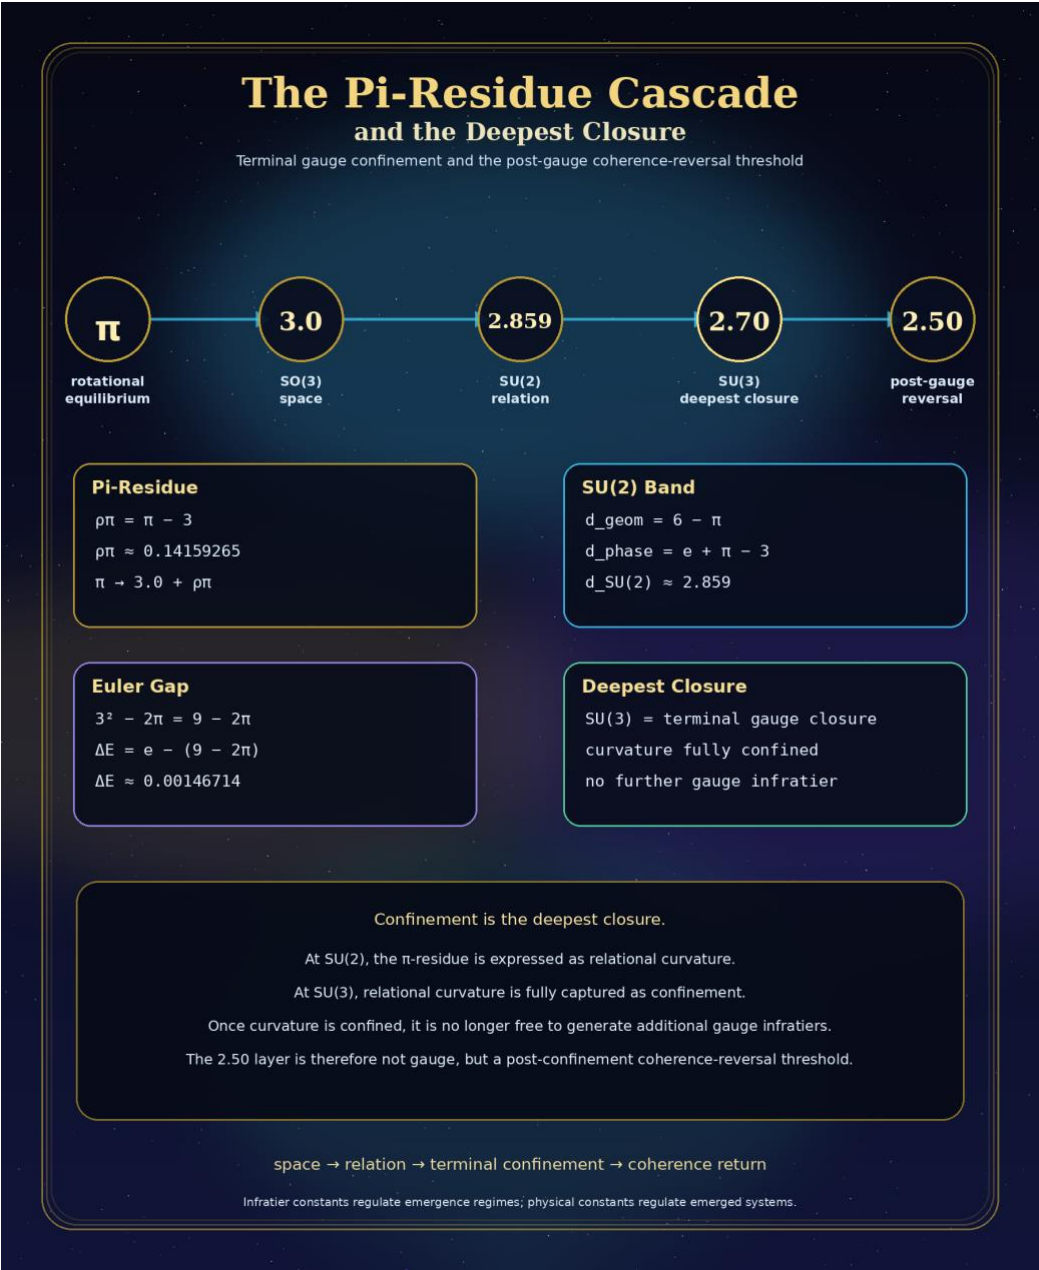 The Pi-Residue Cascade
and the Deepest Closure
Terminal gauge confinement and the post-gauge coherence-reversal threshold
π
3.0
2.859
2.70
2.50
rotational
equilibrium
SO(3)
space
SU(2)
relation
SU(3)
deepest closure
post-gauge
reversal
Pi-Residue
ρπ = π − 3
ρπ ≈ 0.14159265
π → 3.0 + ρπ
SU(2) Band
d_geom = 6 − π
d_phase = e + π − 3
d_SU(2) ≈ 2.859
Euler Gap
3² − 2π = 9 − 2π
ΔE = e − (9 − 2π)
ΔE ≈ 0.00146714
Deepest Closure
SU(3) = terminal gauge closure
curvature fully confined
no further gauge infratier
Confinement is the deepest closure.
At SU(2), the π-residue is expressed as relational curvature.
At SU(3), relational curvature is fully captured as confinement.
Once curvature is confined, it is no longer free to generate additional gauge infratiers.
The 2.50 layer is therefore not gauge, but a post-confinement coherence-reversal threshold.
space → relation → terminal confinement → coherence return
Infratier constants regulate emergence regimes; physical constants regulate emerged systems.